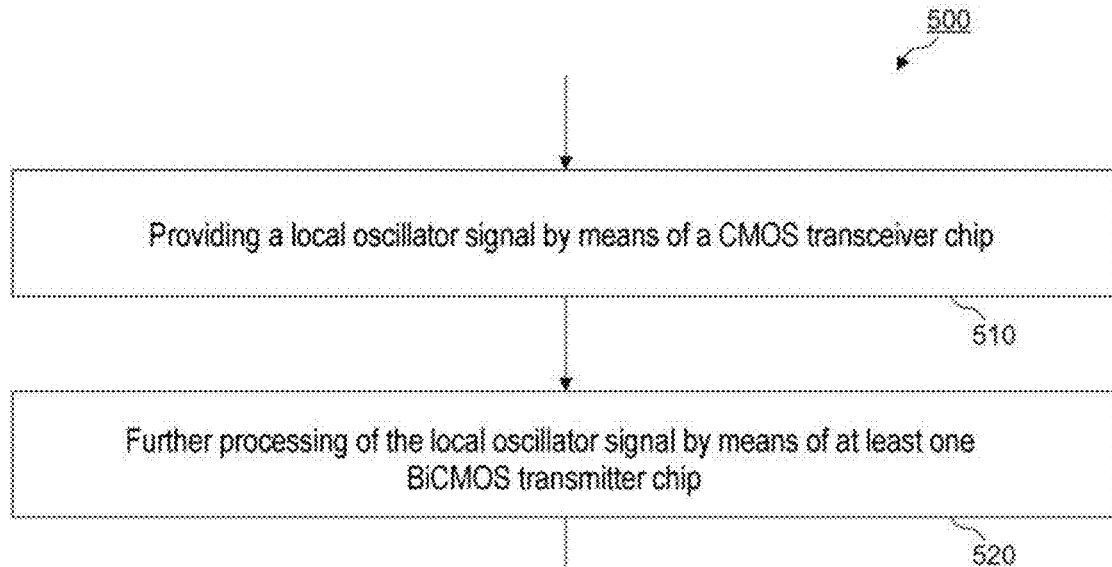 500
Providing a local oscillator signal by means of a CMOS transceiver chip
510
Further processing of the local oscillator signal by means of at least one
BiCMOS transmitter chip
520